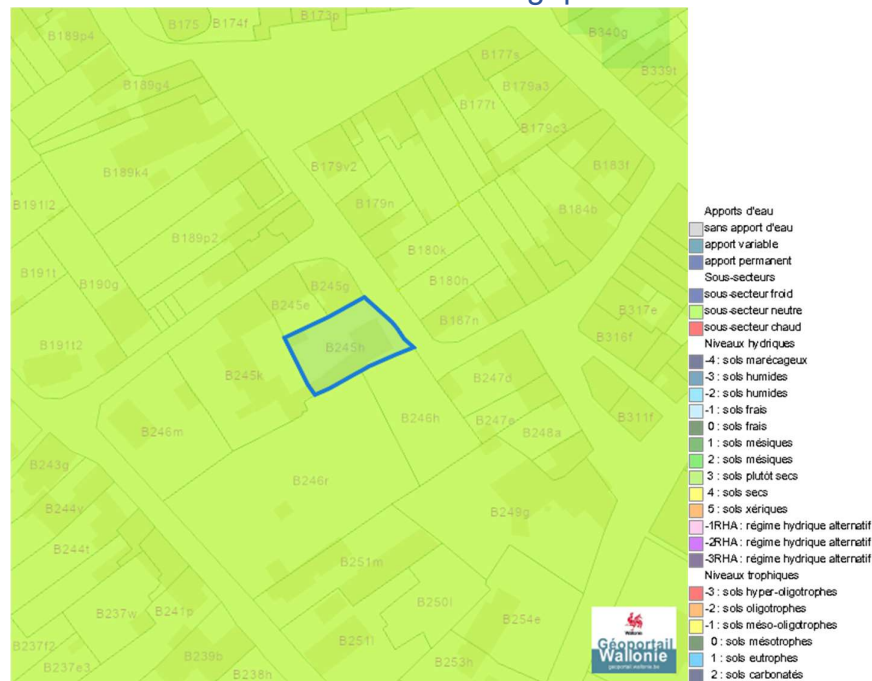 B189p4
B175
B174f
B173p
B340g
B177s
B339t
B189g4
B179a3
B177t
B179c3
B189k4
B179v2
B183f
B191l2
B179n
B184b
B189p2
B180k
B191t
B190g
B180h
B245g
B245e
B187n
B317e
B316f
B191t2
B245h
B245k
B247d
B246m
B246h
B247e
B248a
B311f
B243g
B246r
B244v
B249g
B244t
B251m
B237w
B241p
B250l
B254e
B237f2
B251l
B239b
B237e3
B238h
B253h
Wallonie
Géoportail
Wallonie
geoportail.wallonie.be
Apports d'eau
sans apport d'eau
apport variable
apport permanent
Sous-secteurs
sous-secteur froid
sous-secteur neutre
sous-secteur chaud
Niveaux hydriques
-4 : sols marécageux
-3 : sols humides
-2 : sols humides
-1 : sols frais
0 : sols frais
1 : sols mésiques
2 : sols mésiques
3 : sols plutôt secs
4 : sols secs
5 : sols xériques
-1RHA : régime hydrique alternatif
-2RHA : régime hydrique alternatif
-3RHA : régime hydrique alternatif
Niveaux trophiques
-3 : sols hyper-oligotrophes
-2 : sols oligotrophes
-1 : sols méso-oligotrophes
0 : sols mésotrophes
1 : sols eutrophes
2 : sols carbonatés